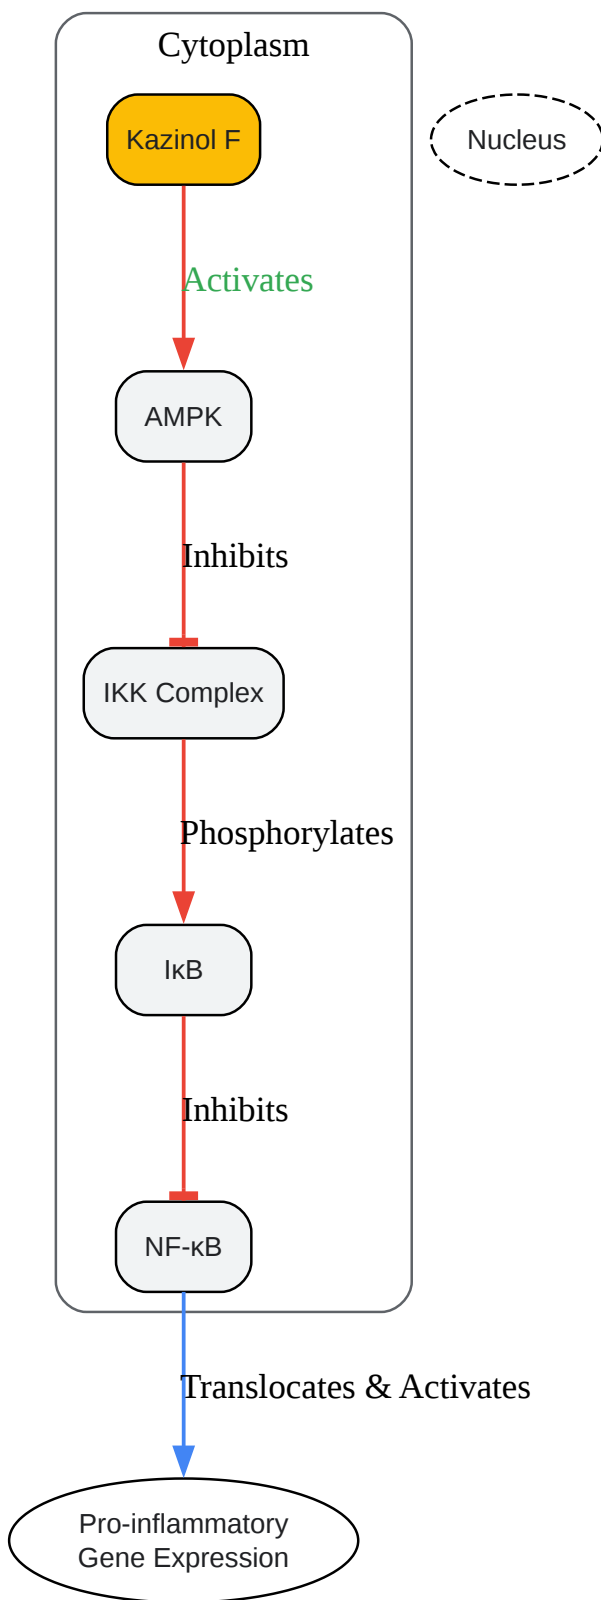 Cytoplasm
Kazinol F
Nucleus
Activates
AMPK
Inhibits
IKK Complex
Phosphorylates
IκB
Inhibits
NF-κB
Translocates & Activates
Pro-inflammatory
Gene Expression